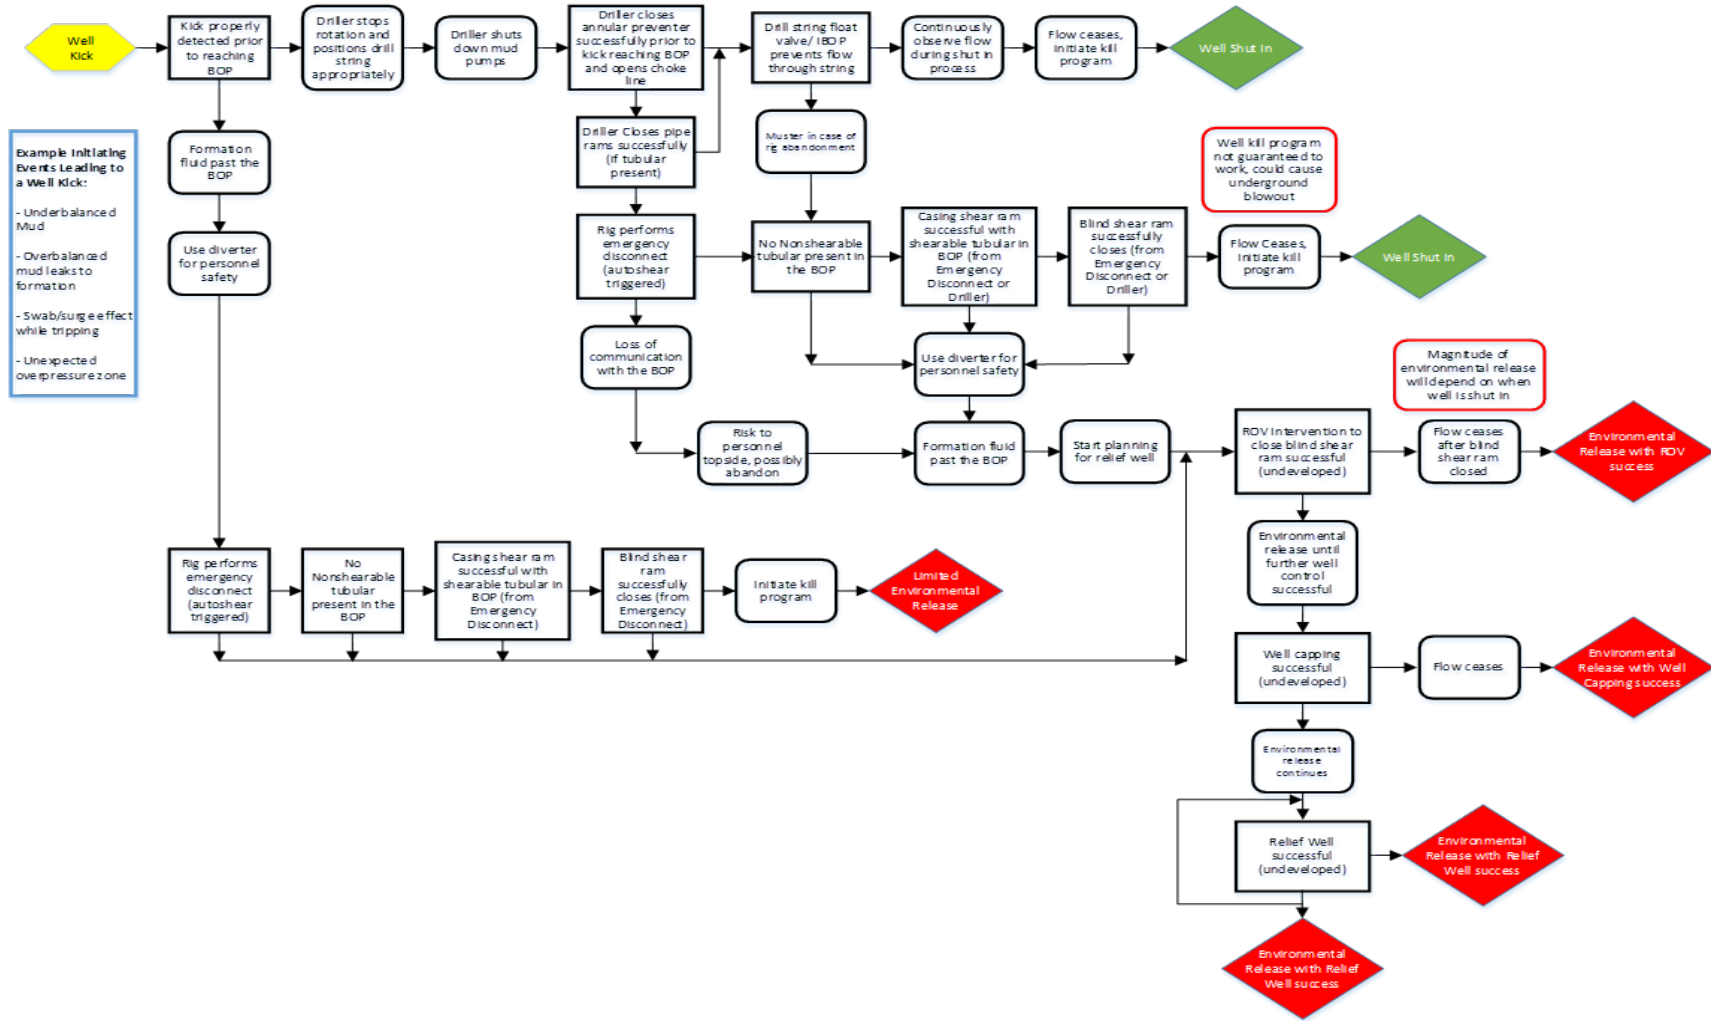 Well
Kick
Kick properly
detected prior
to reaching
BOP
Driller stops
rotation and
positions drill
string
appropriately
Driller shuts
down mud
pumps
Driller closes
annular preventer
successfully prior to
kick reaching BOP
and opens choke
line
Drill string float
valve/ IBOP
prevents flow
through string
Continuously
observe flow
during shut in
process
Flow ceases,
initiate kill
program
Well Shut In
Example Initiating
Events Leading to
a Well Kick:
- Underbalanced
Mud
- Overbalanced
mud leaks to
formation
- Swab/surge effect
while tripping
- Unexpected
overpressure zone
Formation
fluid past the
BOP
Use diverter
for personnel
safety
Driller Closes pipe
rams successfully
(if tubular
present)
Muster in case of
rig abandonment
Well kill program
not guaranteed to
work, could cause
underground
blowout
Rig performs
emergency
disconnect
(autoshear
triggered)
No Nonshearable
tubular present in
the BOP
Casing shear ram
successful with
shearable tubular in
BOP (from
Emergency
Disconnect or
Driller)
Blind shear ram
successfully
closes (from
Emergency
Disconnect or
Driller)
Flow Ceases,
Initiate kill
program
Well Shut In
Loss of
communication
with the BOP
Use diverter for
personnel safety
Magnitude of
environmental release
will depend on when
well is shut in
Risk to
personnel
topside, possibly
abandon
Formation fluid
past the BOP
Start planning
for relief well
ROV Intervention to
close blind shear
ram successful
(undeveloped)
Flow ceases
after blind
shear ram
closed
Environmental
Release with ROV
success
Rig performs
emergency
disconnect
(autoshear
triggered)
No
Nonshearable
tubular
present in the
BOP
Casing shear ram
successful with
shearable tubular in
BOP (from
Emergency
Disconnect)
Blind shear
ram
successfully
closes (from
Emergency
Disconnect)
Initiate kill
program
Limited
Environmental
Release
Environmental
release until
further well
control
successful
Well capping
successful
(undeveloped)
Flow ceases
Environmental
Release with Well
Capping success
Environmental
release
continues
Relief Well
successful
(undeveloped)
Environmental
Release with Relief
Well success
Environmental
Release with Relief
Well success